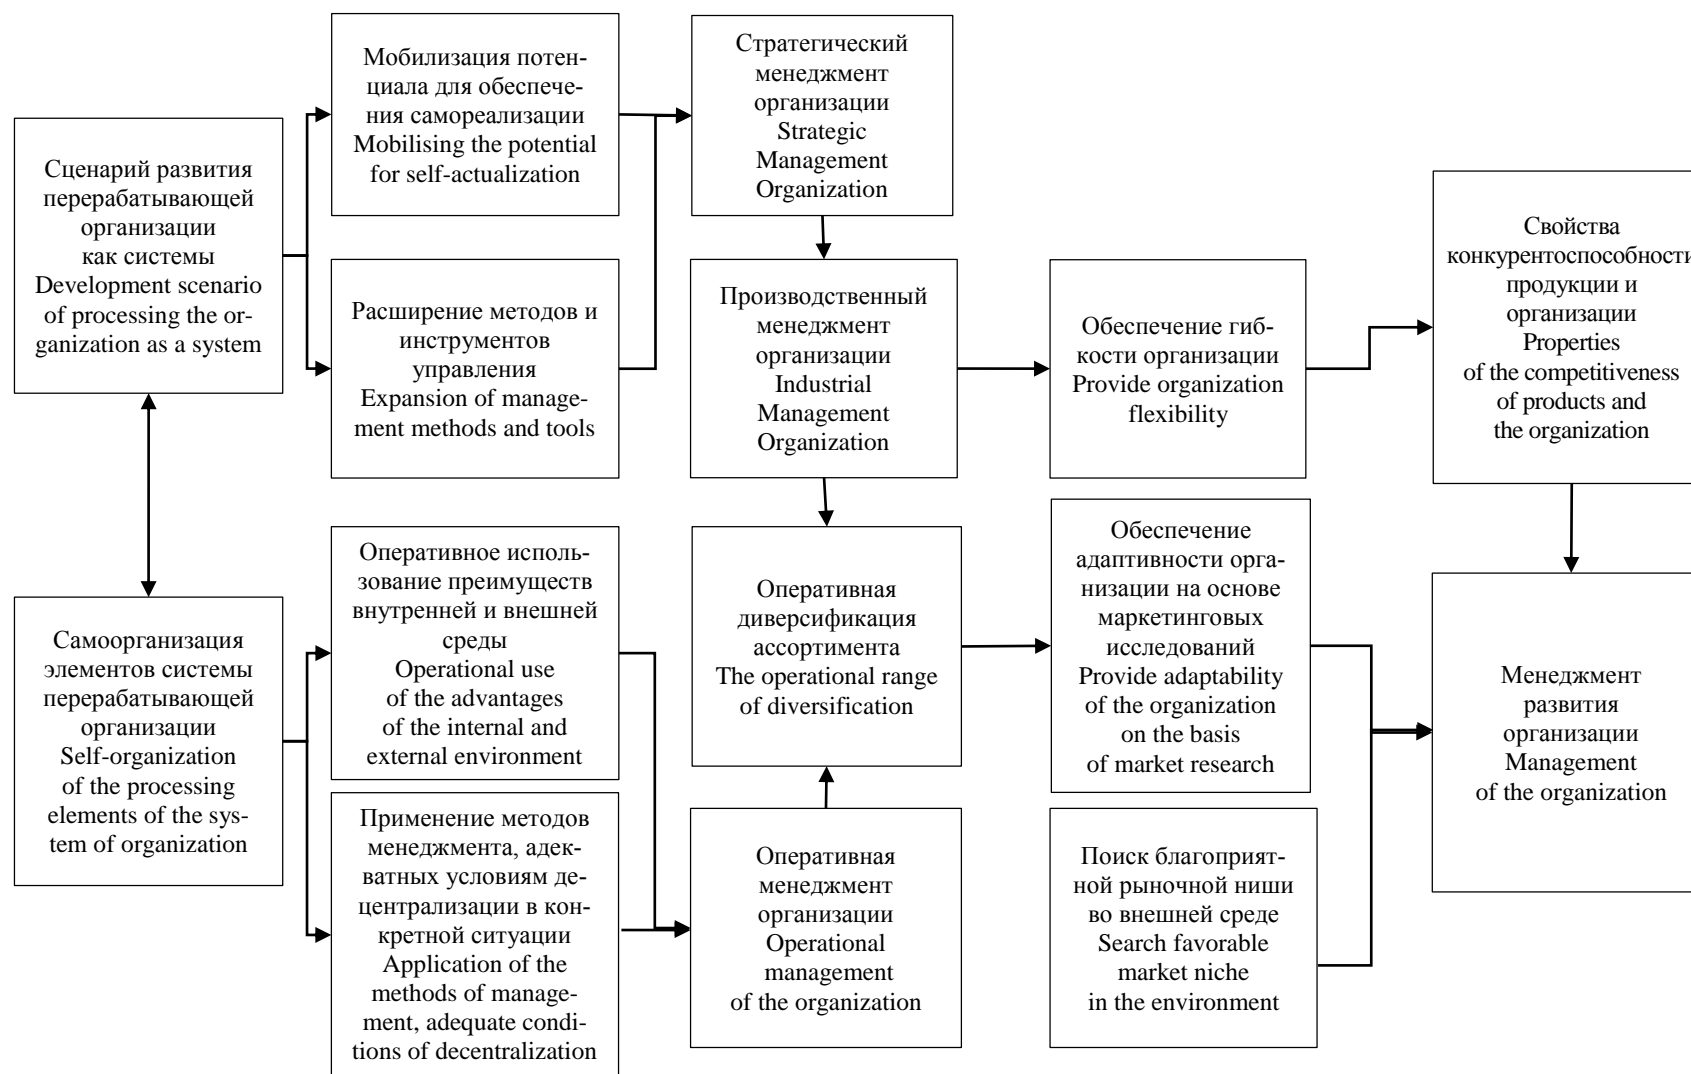 Сценарий развития
перерабатывающей
организации
как системы
Development scenario
of processing the or-
ganization as a system
Самоорганизация
элементов системы
перерабатывающей
организации
Self-organization
of the processing
elements of the sys-
tem of organization
Мобилизация потен-
циала для обеспече-
ния самореализации
Mobilising the potential
for self-actualization
Расширение методов и
инструментов
управления
Expansion of manage-
ment methods and tools
Оперативное исполь-
зование преимуществ
внутренней и внешней
среды
Operational use
of the advantages
of the internal and
external environment
Применение методов
менеджмента, адек-
ватных условиям де-
централизации в кон-
кретной ситуации
Application of the
methods of manage-
ment, adequate condi-
tions of decentralization
Стратегический
менеджмент
организации
Strategic
Management
Organization
Производственный
менеджмент
организации
Industrial
Management
Organization
Оперативная
диверсификация
ассортимента
The operational range
of diversification
Оперативная
менеджмент
организации
Operational
management
of the organization
Обеспечение гиб-
кости организации
Provide organization
flexibility
Обеспечение
адаптивности орга-
низации на основе
маркетинговых
исследований
Provide adaptability
of the organization
on the basis
of market research
Поиск благоприят-
ной рыночной ниши
во внешней среде
Search favorable
market niche
in the environment
Свойства
конкурентоспособности
продукции и
организации
Properties
of the competitiveness
of products and
the organization
Менеджмент
развития
организации
Management
of the organization